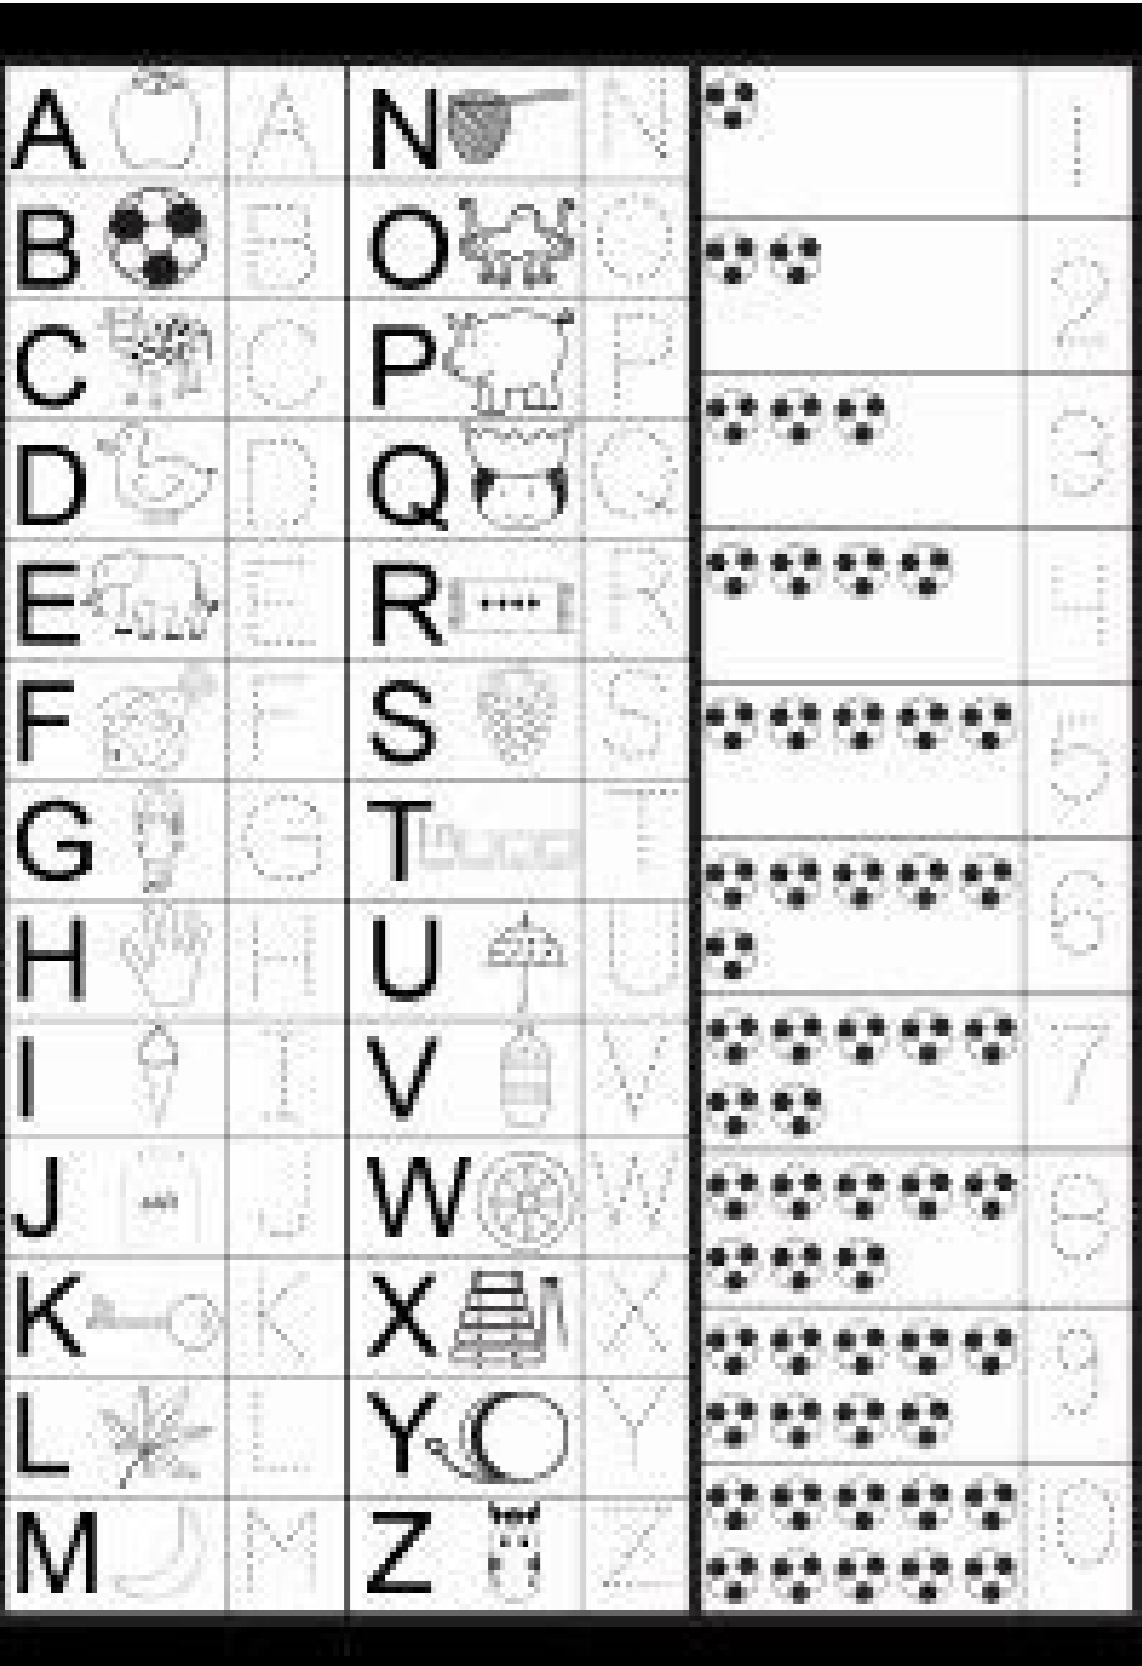 A A
B B
C C
D D
E E
F F
G G
H H
I I
J J
K K
L L
M M
N N
O O
P P
Q Q
R R
S S
T T
U U
V V
W W
X X
Y Y
Z Z
1
2
3
4
5
6
7
8
9
10